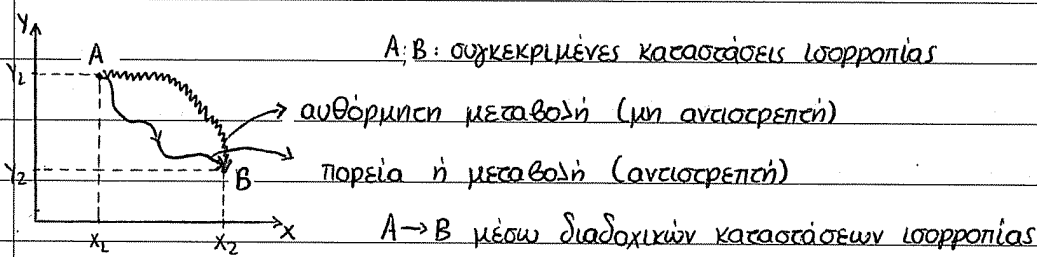 Y
A
A, B: συγκεκριμένες καταστάσεις ισορροπίας
Y1
αυθόρμητη μεταβολή (μη αντιστρεπτή)
Y2
B
πορεία ή μεταβολή (αντιστρεπτή)
X1
X2
X
A→B μέσω διαδοχικών καταστάσεων ισορροπίας